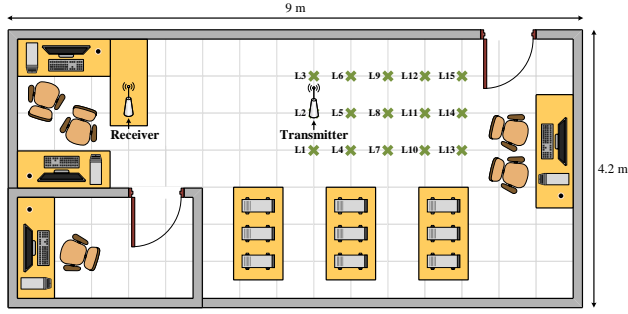 9 m
L3 L6 L9 L12 L15
L2 L5 L8 L11 L14
Receiver
Transmitter
L1 L4 L7 L10 L13
4.2 m